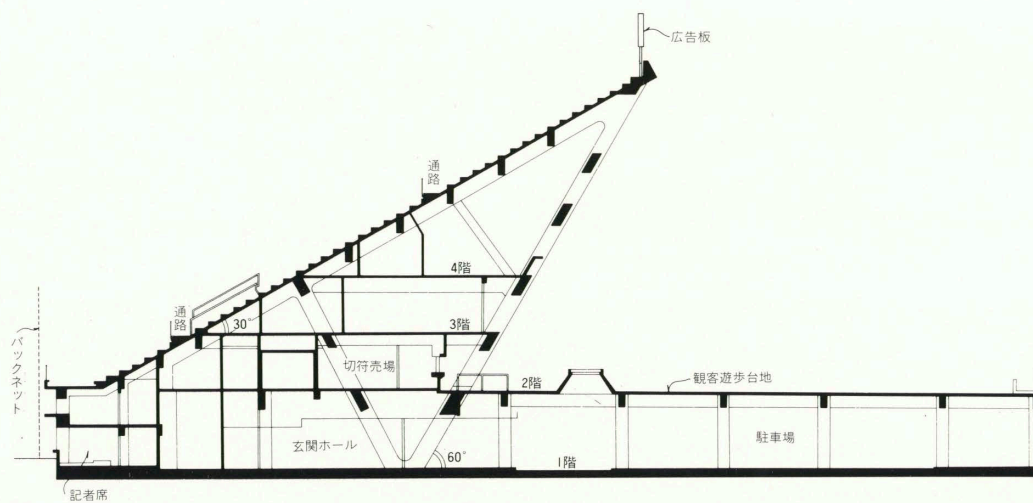 広告板
通路
4階
通路
30°
3階
バックネット
切符売場
2階
観客遊歩台地
玄関ホール
駐車場
60°
1階
記者席